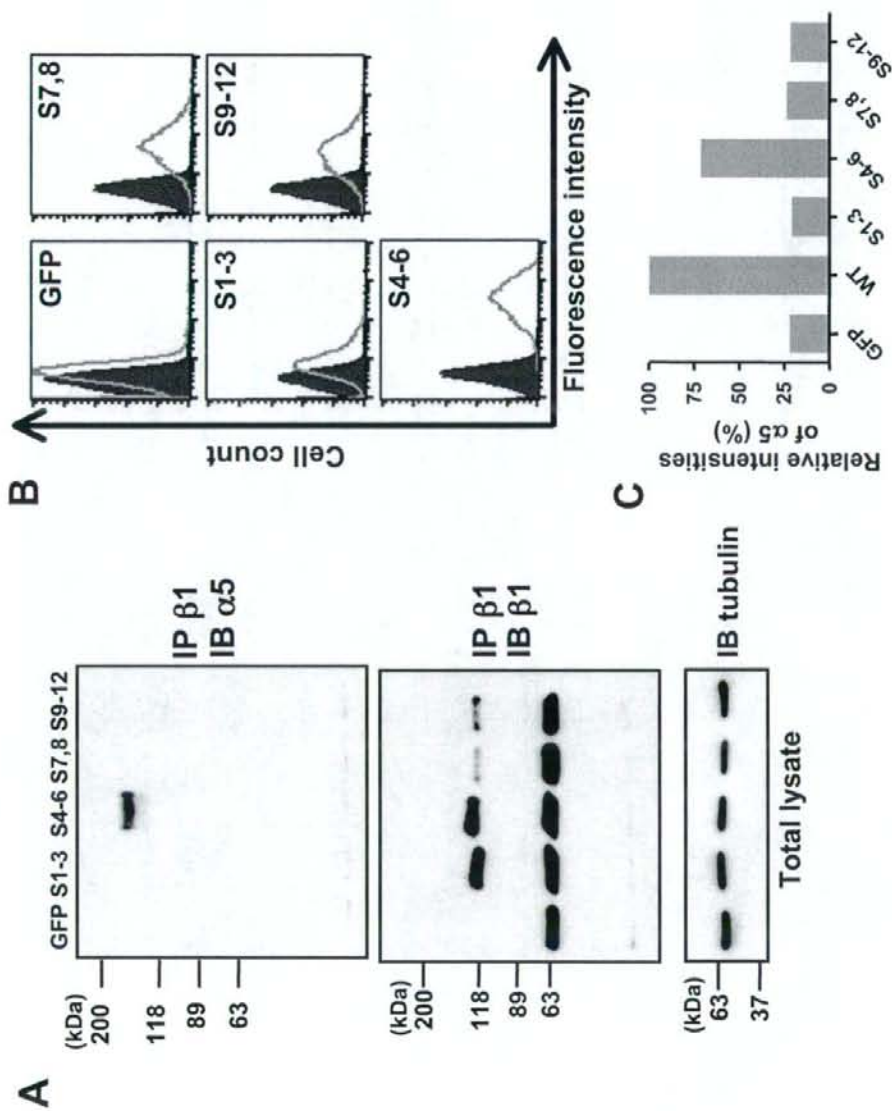 A
GFP S1-3 S4-6 S7,8 S9-12
(kDa)
200
118
89
63
IP β1
IB α5
(kDa)
200
118
89
63
IP β1
IB β1
63
37
IB tubulin
Total lysate
B
Cell count
GFP
S7,8
S1-3
S9-12
S4-6
Fluorescence intensity
C
Relative intensities
of α5 (%)
100
75
50
25
0
GFP
WT
S1-3
S4-6
S7,8
S9-12